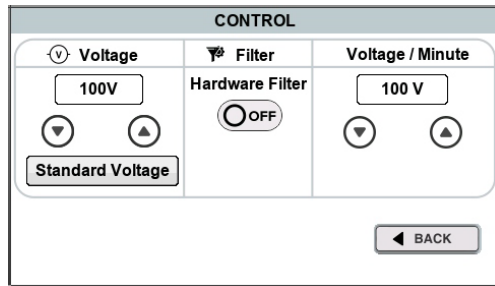 CONTROL
V Voltage
Filter
Voltage / Minute
100V
Hardware Filter
100 V
OFF
Standard Voltage
BACK